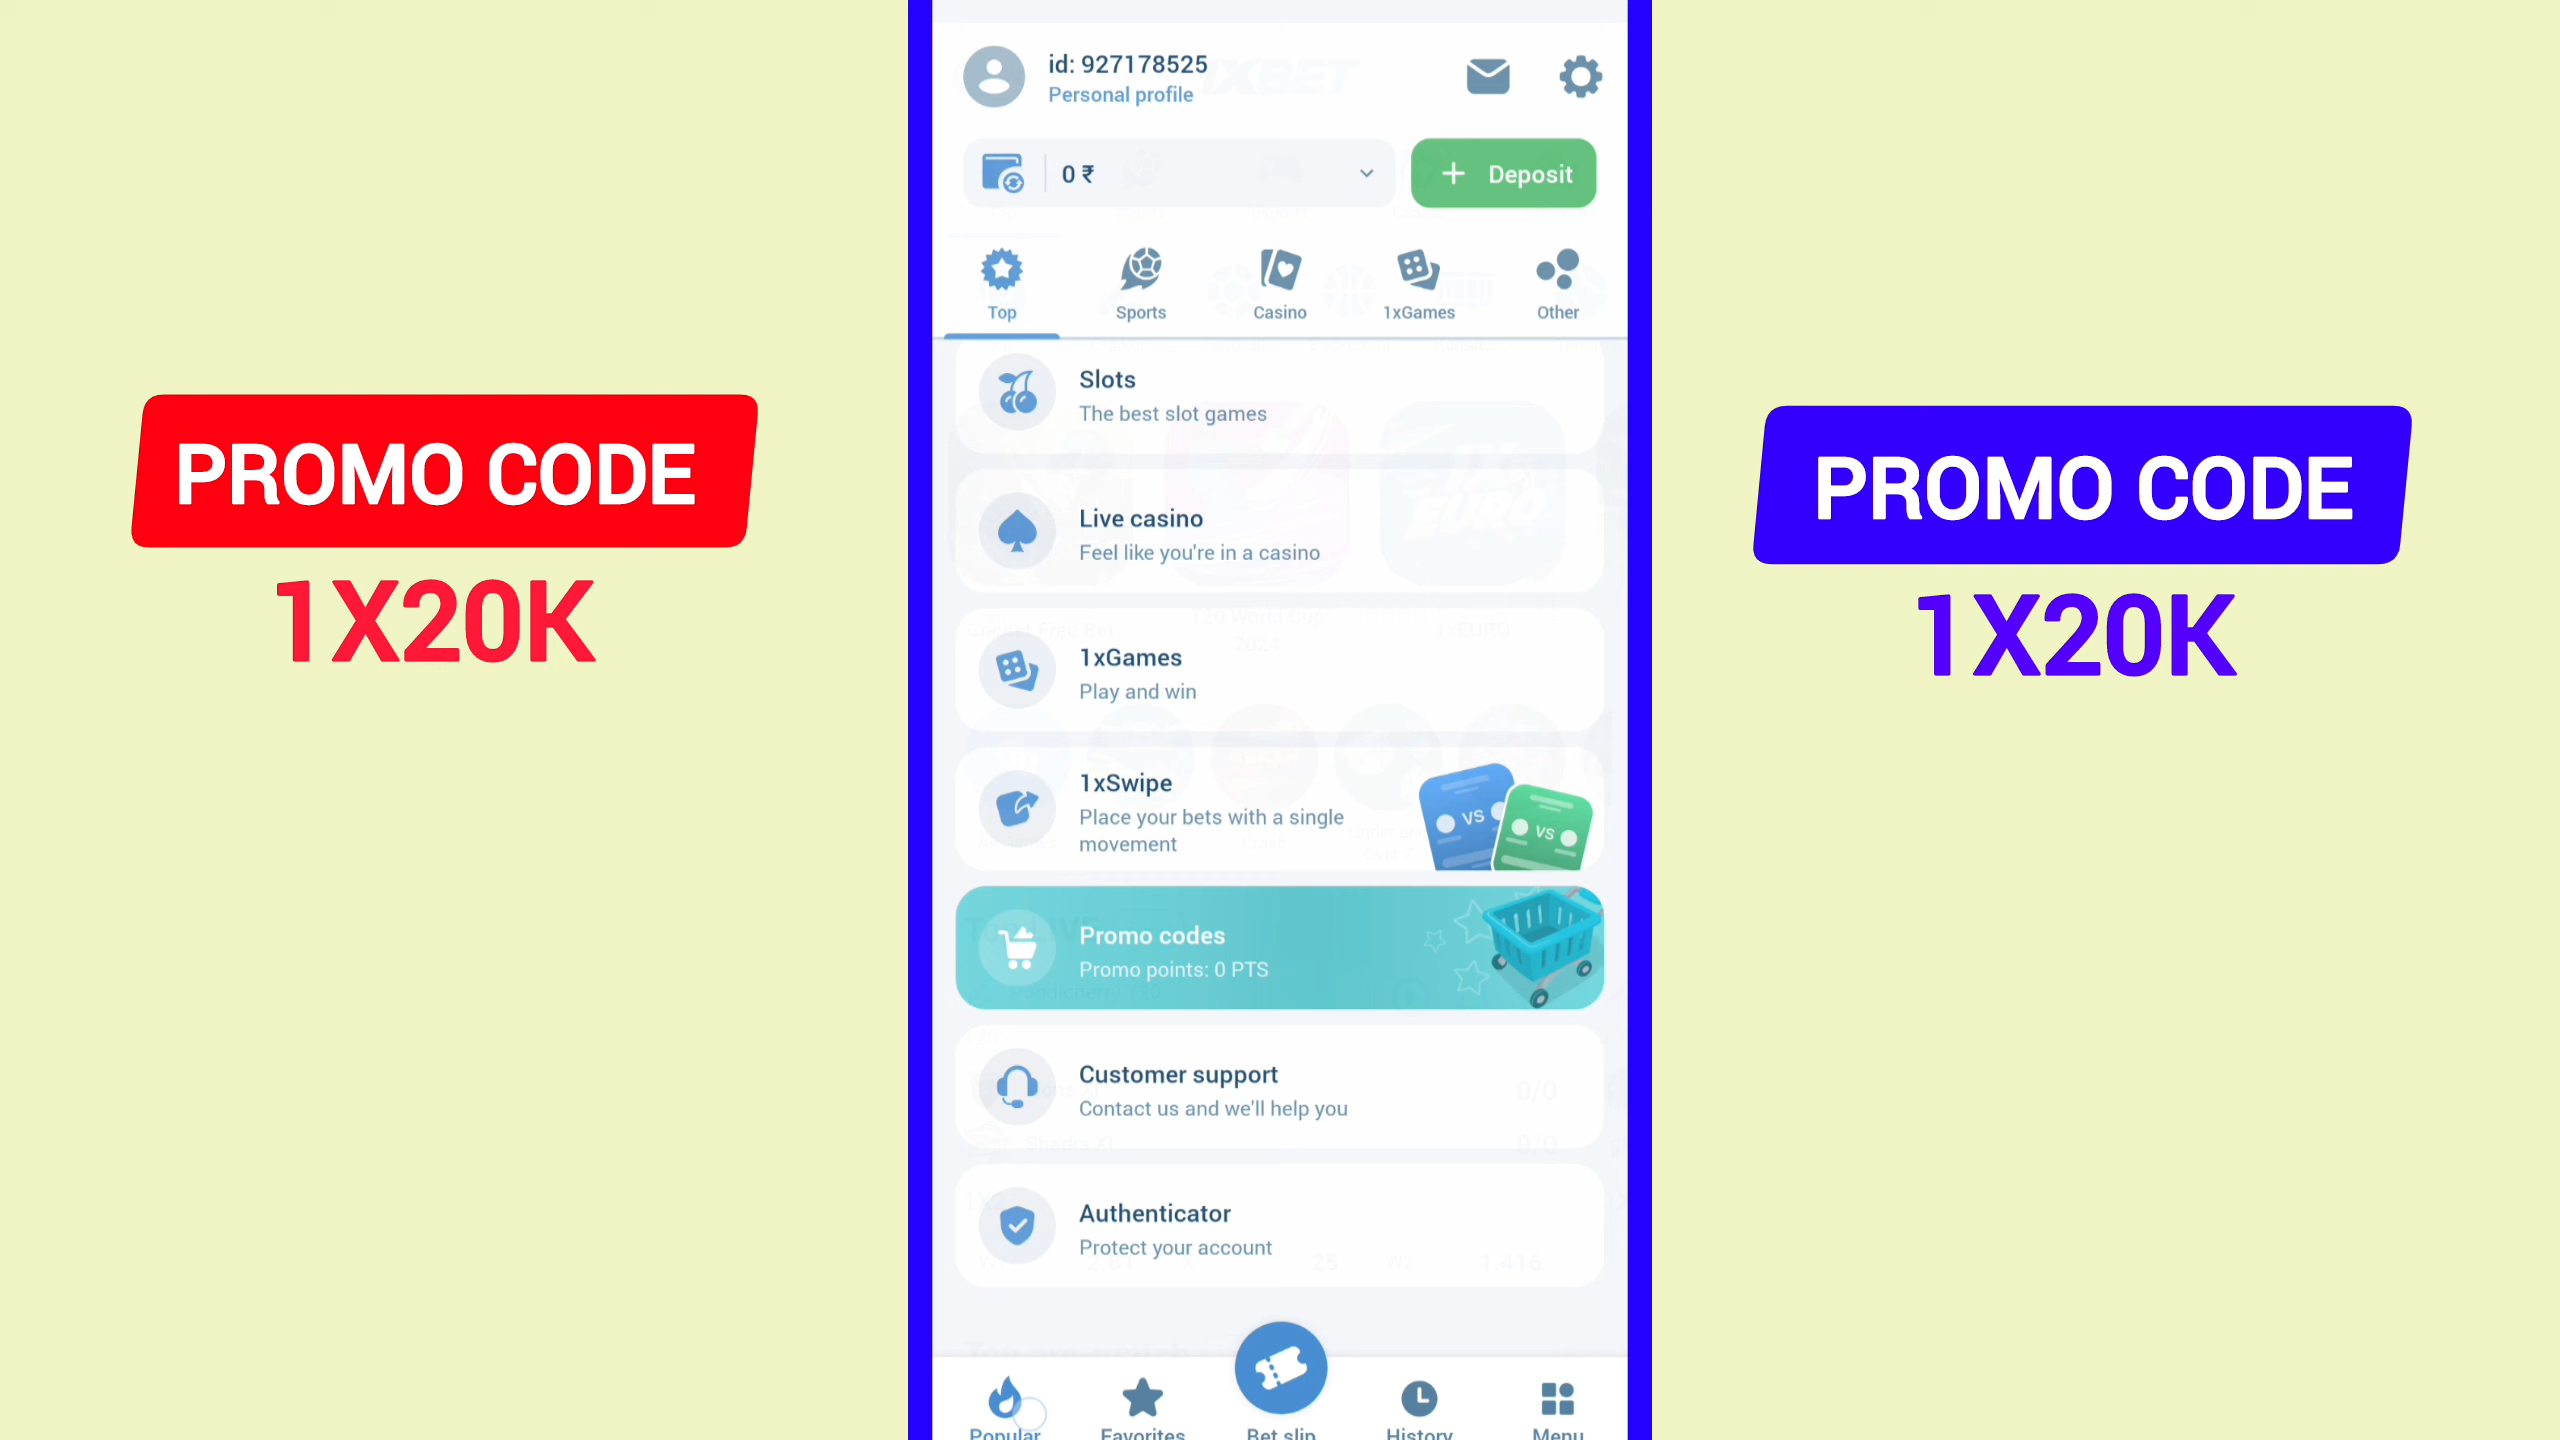 id: 927178525
1XBET
Personal profile
0 ₹
+ Deposit
Top
Sports
Casino
1xGames
Other
Slots
The best slot games
PROMO CODE
1X20K
Live casino
Feel like you're in a casino
1xGames
Play and win
1xSwipe
Place your bets with a single
movement
VS
VS
Promo codes
Promo points: 0 PTS
Customer support
Contact us and we'll help you
Authenticator
Protect your account
Popular
Favorites
Bet slip
History
Menu
PROMO CODE
1X20K